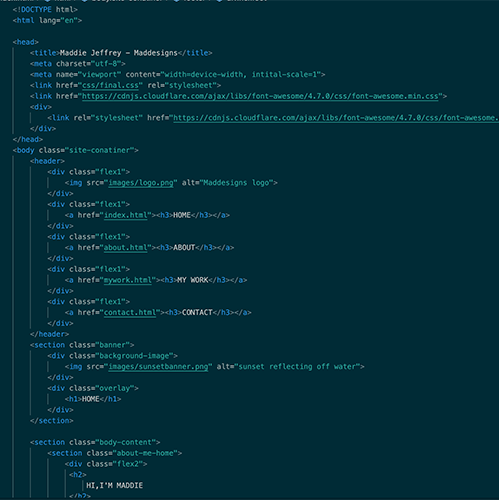 <!DOCTYPE html>
<html lang="en">
<head>
<title>Maddie Jeffrey – Maddesigns</title>
<meta charset="utf-8">
<meta name="viewport" content="width=device-width, intital-scale=1">
<link href="css/final.css" rel="stylesheet">
<link href="https://cdnjs.cloudflare.com/ajax/libs/font-awesome/4.7.0/css/font-awesome.min.css">
<div>
<link rel="stylesheet" href="https://cdnjs.cloudflare.com/ajax/libs/font-awesome/4.7.0/css/font-awesome.
</div>
</head>
<body class="site-conatiner">
<header>
<div class="flex1">
<img src="images/logo.png" alt="Maddesigns logo">
</div>
<div class="flex1">
<a href="index.html"><h3>HOME</h3></a>
</div>
<div class="flex1">
<a href="about.html"><h3>ABOUT</h3></a>
</div>
<div class="flex1">
<a href="mywork.html"><h3>MY WORK</h3></a>
</div>
<div class="flex1">
<a href="contact.html"><h3>CONTACT</h3></a>
</div>
</header>
<section class="banner">
<div class="background-image">
<img src="images/sunsetbanner.png" alt="sunset reflecting off water">
</div>
<div class="overlay">
<h1>HOME</h1>
</div>
</section>
<section class="body-content">
<section class="about-me-home">
<div class="flex2">
<h2>
HI,I'M MADDIE
</h2>